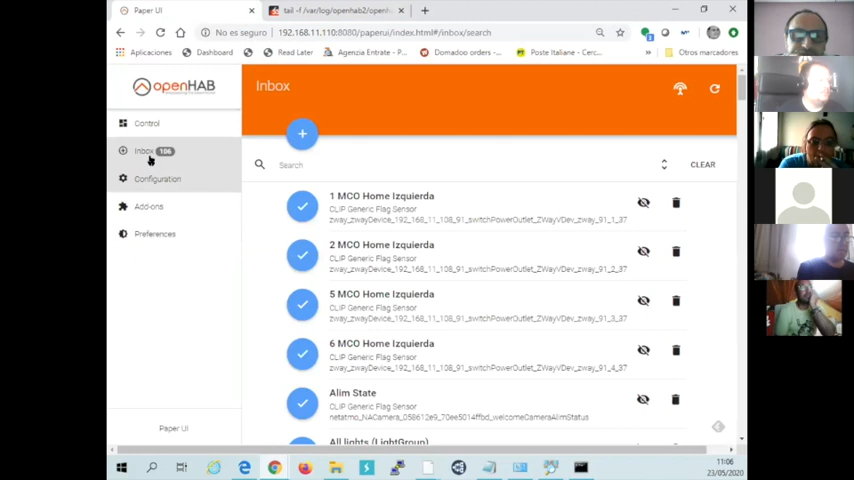 Paper UI
tail -f /var/log/openhab2/openh
No es seguro
192.168.11.110:8080/paperui/index.html#/inbox/search
Aplicaciones
Dashboard
Read Later
Agenzia Entrate - P...
Domadoo orders -...
Poste Italiane - Cerc...
»
Otros marcadores
openHAB
Inbox
Control
Inbox 106
Configuration
Add-ons
Preferences
Paper UI
Search
CLEAR
1 MCO Home Izquierda
CLIP Generic Flag Sensor
zway_zwayDevice_192_168_11_108_91_switchPowerOutlet_ZWayVDev_zway_91_1_37
2 MCO Home Izquierda
CLIP Generic Flag Sensor
zway_zwayDevice_192_168_11_108_91_switchPowerOutlet_ZWayVDev_zway_91_2_37
5 MCO Home Izquierda
CLIP Generic Flag Sensor
zway_zwayDevice_192_168_11_108_91_switchPowerOutlet_ZWayVDev_zway_91_3_37
6 MCO Home Izquierda
CLIP Generic Flag Sensor
zway_zwayDevice_192_168_11_108_91_switchPowerOutlet_ZWayVDev_zway_91_4_37
Alim State
CLIP Generic Flag Sensor
netatmo_NACamera_058612e9_70ee5014ffbd_welcomeCameraAlimStatus
All lights (LightGroup)
11:06
23/05/2020